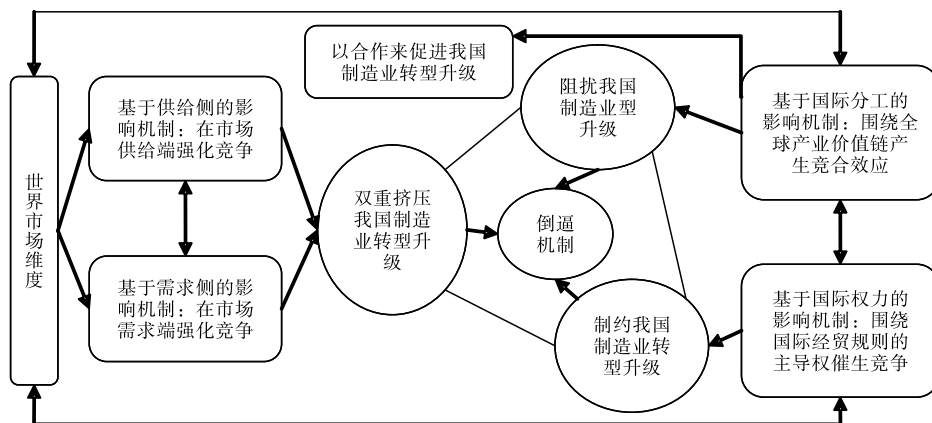 以合作来促进我国
制造业转型升级
世界市场维度
基于供给侧的影
响机制：在市场
供给端强化竞争
基于需求侧的影
响机制：在市场
需求端强化竞争
双重挤压
我国制造
业转型升
级
阻扰我国
制造业型
升级
倒逼
机制
制约我国
制造业转
型升级
基于国际分工的
影响机制：围绕全
球产业价值链产
生竞合效应
基于国际权力的
影响机制：围绕
国际经贸规则的
主导权催生竞争